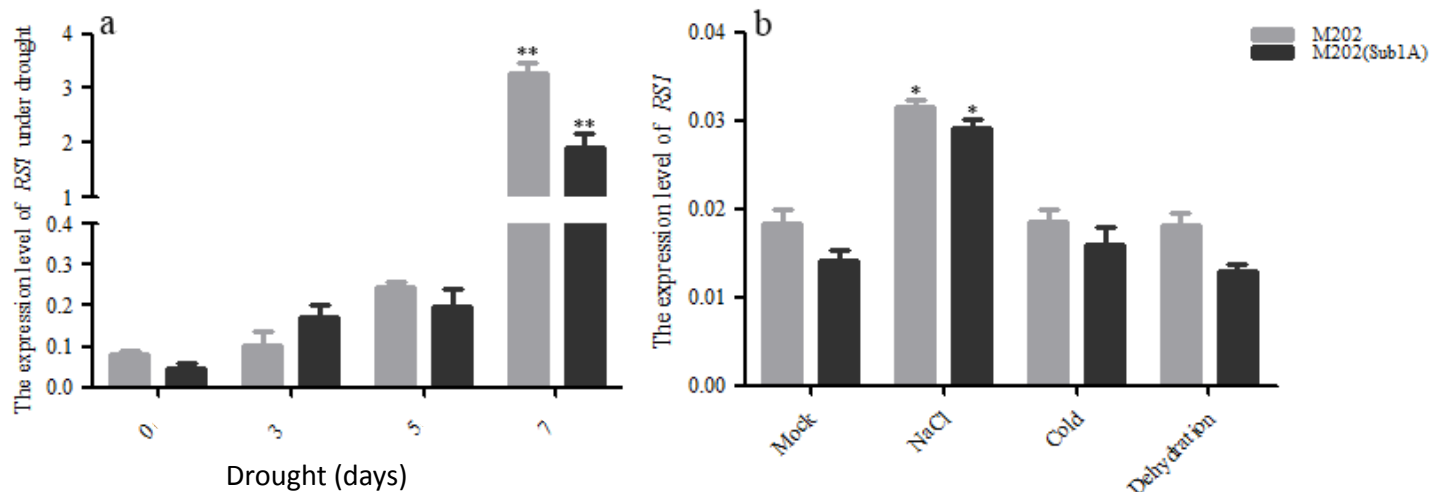 a
The expression level of RS1 under drought
4
**
3
**
2
1
0.4
0.3
0.2
0.1
0.0
0 3 5 7
Drought (days)
b
The expression level of RS1
0.04
* *
0.03
0.02
0.01
0.00
Mock NaCl Cold Dehydration
M202
M202(Sub1A)